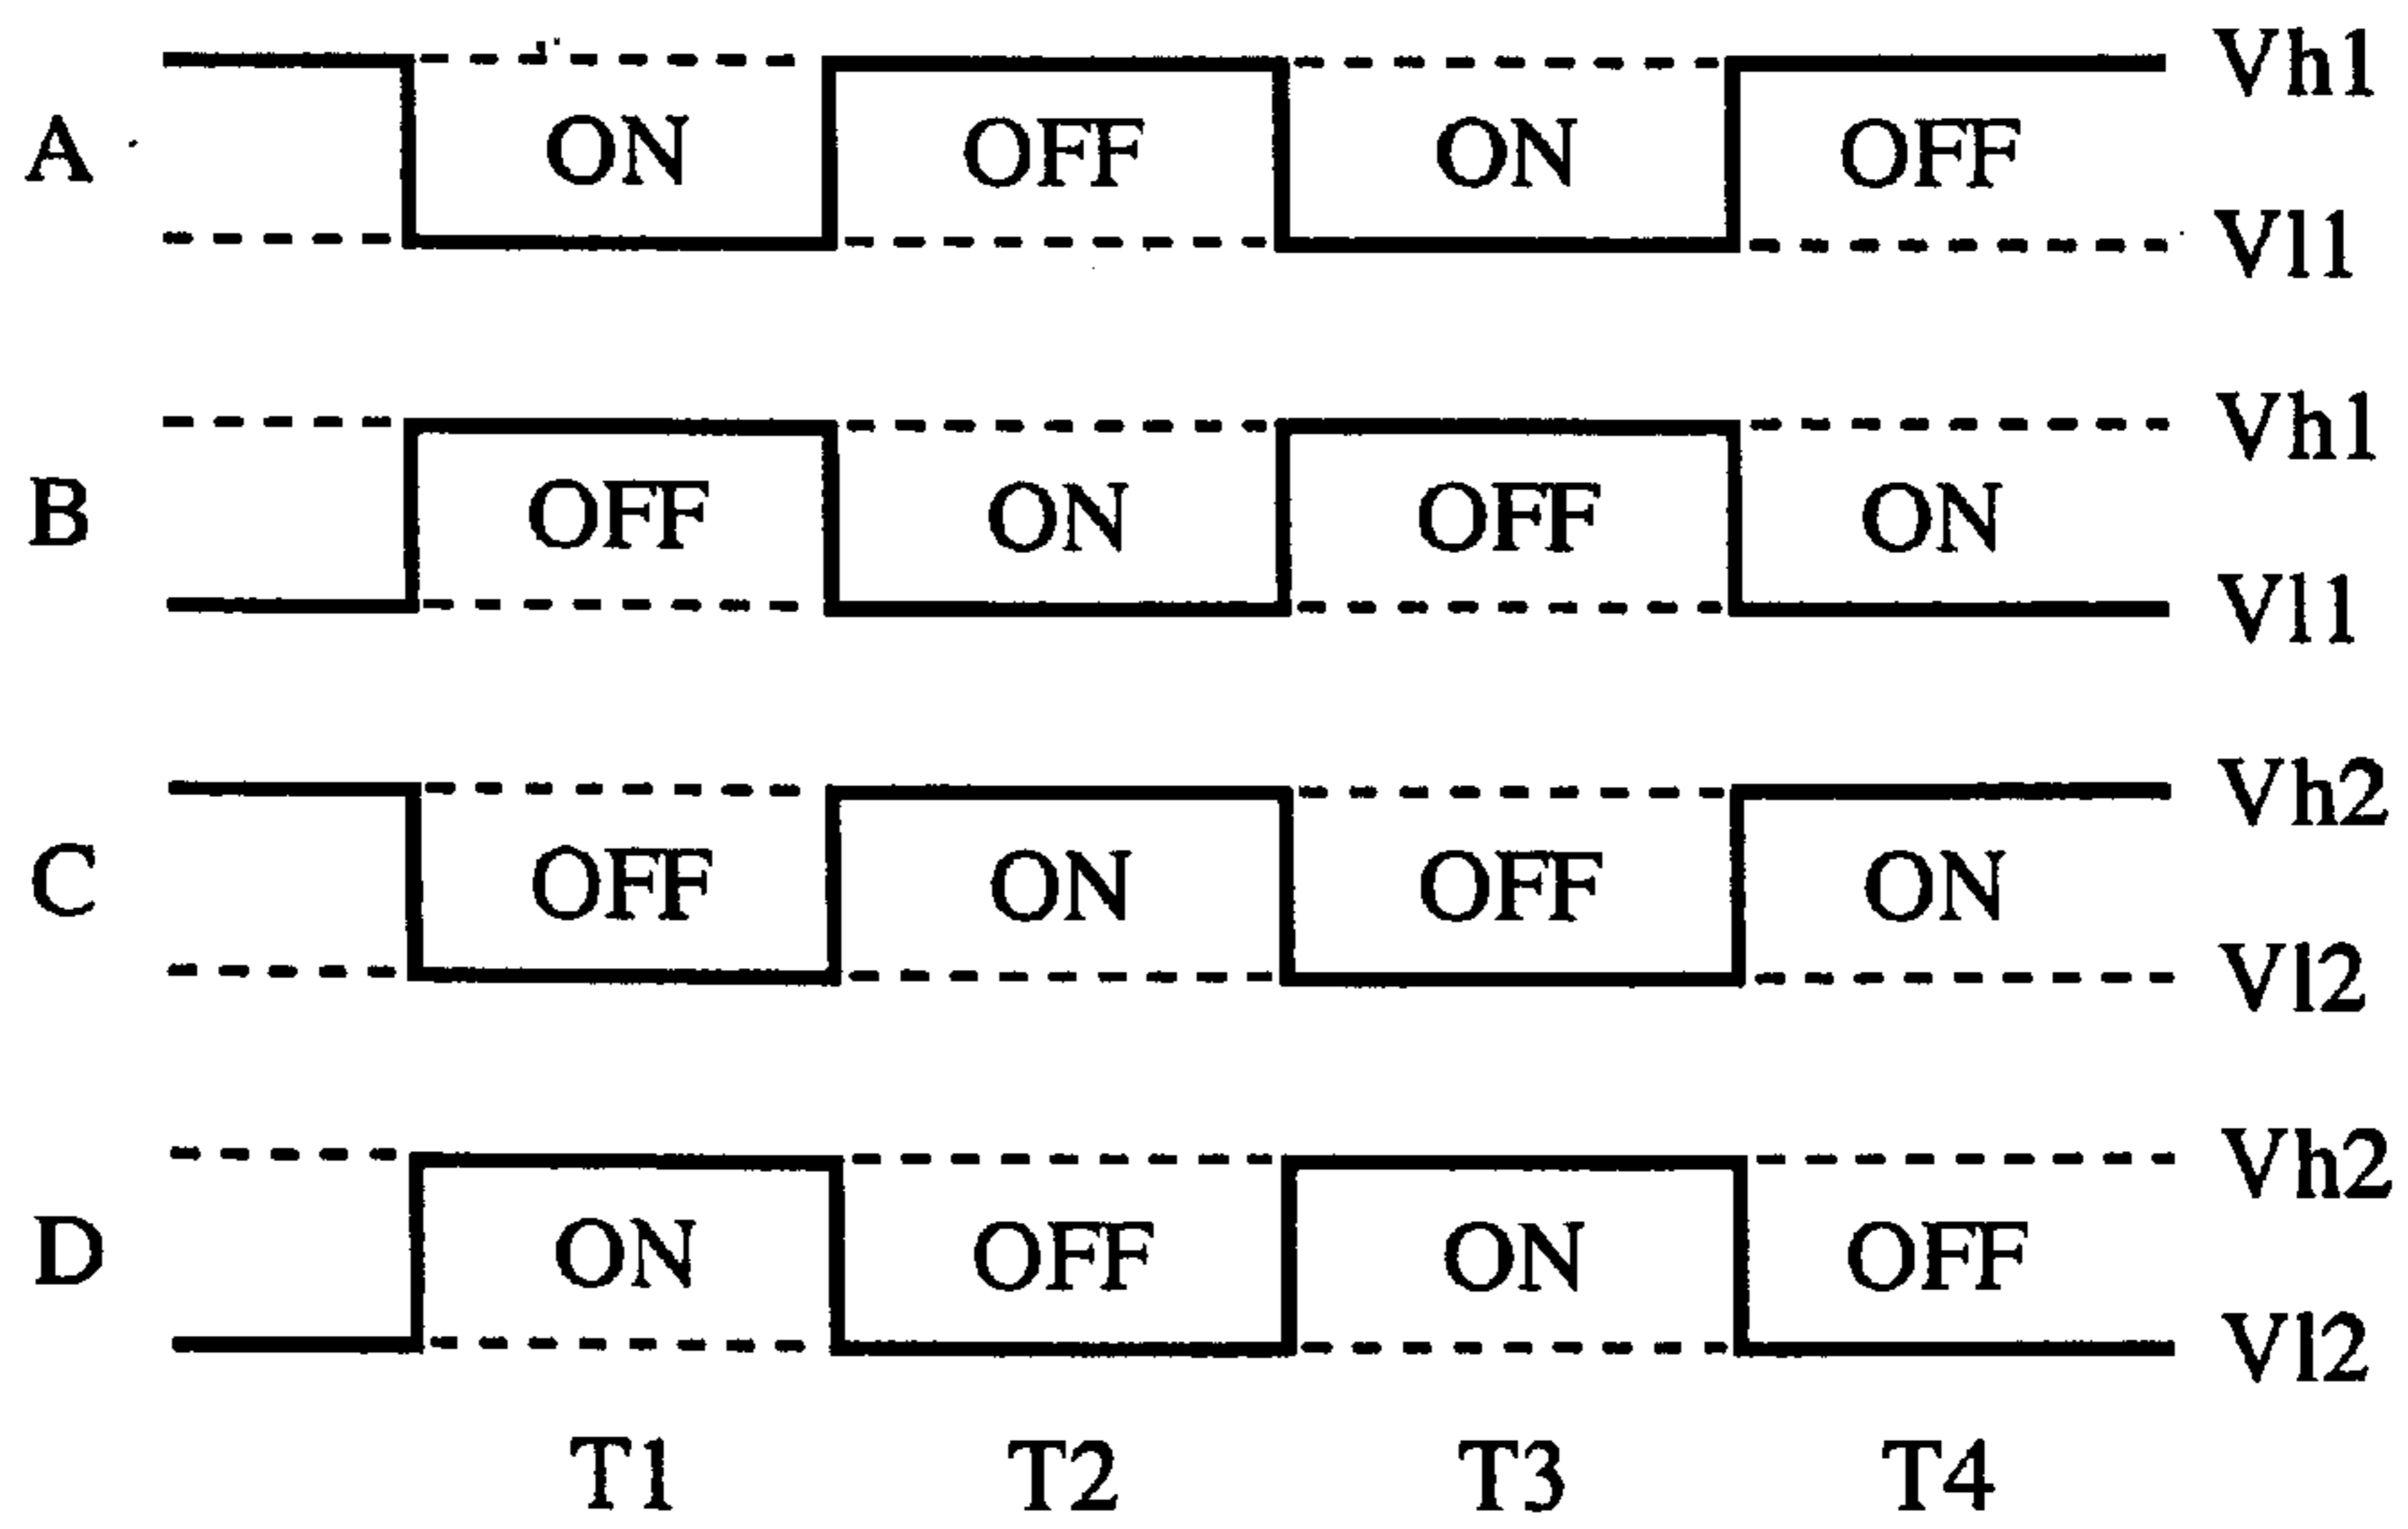 Vh1
A ON OFF ON OFF
Vl1
Vh1
B OFF ON OFF ON
Vl1
Vh2
C OFF ON OFF ON
Vl2
Vh2
D ON OFF ON OFF
Vl2
T1 T2 T3 T4